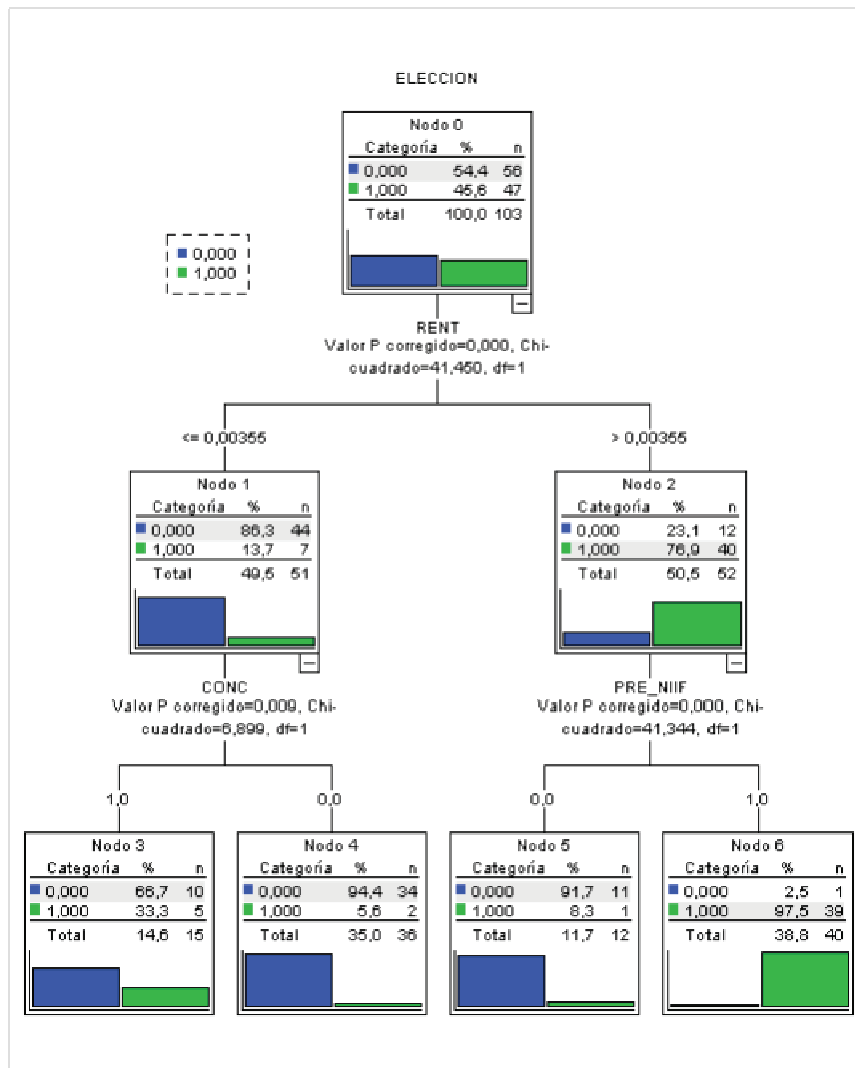 ELECCION
Nodo 0
Categoría % n
0,000 54,4 56
1,000 45,6 47
Total 100,0 103
0,000
1,000
RENT
Valor P corregido=0,000, Chi-
cuadrado=41,450, df=1
<= 0,00355
> 0,00355
Nodo 1
Categoría % n
0,000 86,3 44
1,000 13,7 7
Total 49,5 51
Nodo 2
Categoría % n
0,000 23,1 12
1,000 76,9 40
Total 50,5 52
CONC
Valor P corregido=0,009, Chi-
cuadrado=6,899, df=1
PRE_NIIF
Valor P corregido=0,000, Chi-
cuadrado=41,344, df=1
1,0
0,0
0,0
1,0
Nodo 3
Categoría % n
0,000 66,7 10
1,000 33,3 5
Total 14,6 15
Nodo 4
Categoría % n
0,000 94,4 34
1,000 5,6 2
Total 35,0 36
Nodo 5
Categoría % n
0,000 91,7 11
1,000 8,3 1
Total 11,7 12
Nodo 6
Categoría % n
0,000 2,5 1
1,000 97,5 39
Total 38,8 40